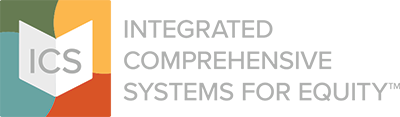 ICS
INTEGRATED
COMPREHENSIVE
SYSTEMS FOR EQUITY™